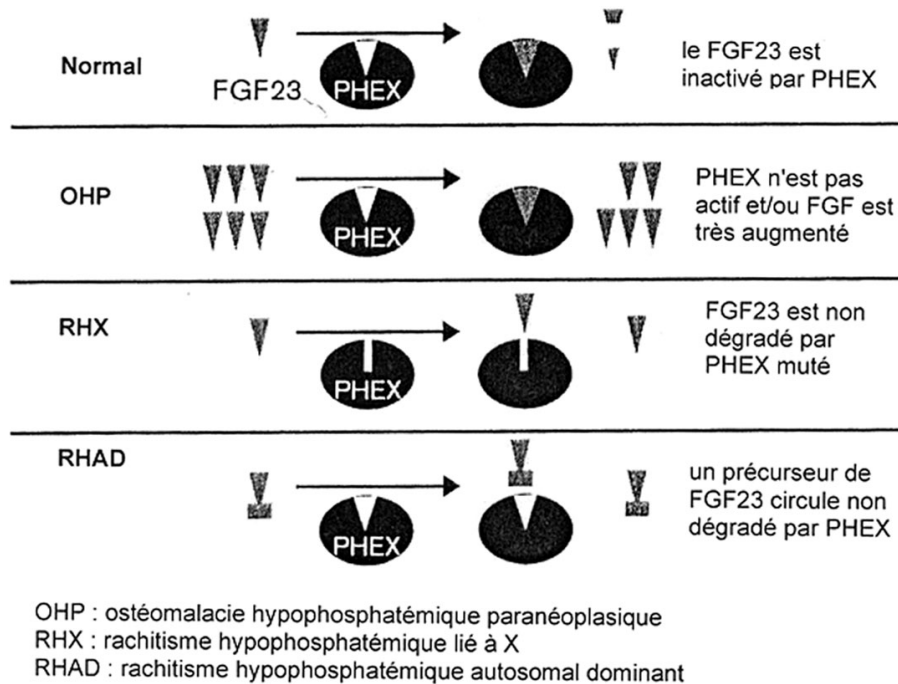 Normal
FGF23
PHEX
le FGF23 est
inactivé par PHEX
OHP
PHEX
PHEX n'est pas
actif et/ou FGF est
très augmenté
RHX
PHEX
FGF23 est non
dégradé par
PHEX muté
RHAD
PHEX
un précurseur de
FGF23 circule non
dégradé par PHEX
OHP : ostéomalacie hypophosphatémique paranéoplasique
RHX : rachitisme hypophosphatémique lié à X
RHAD : rachitisme hypophosphatémique autosomal dominant